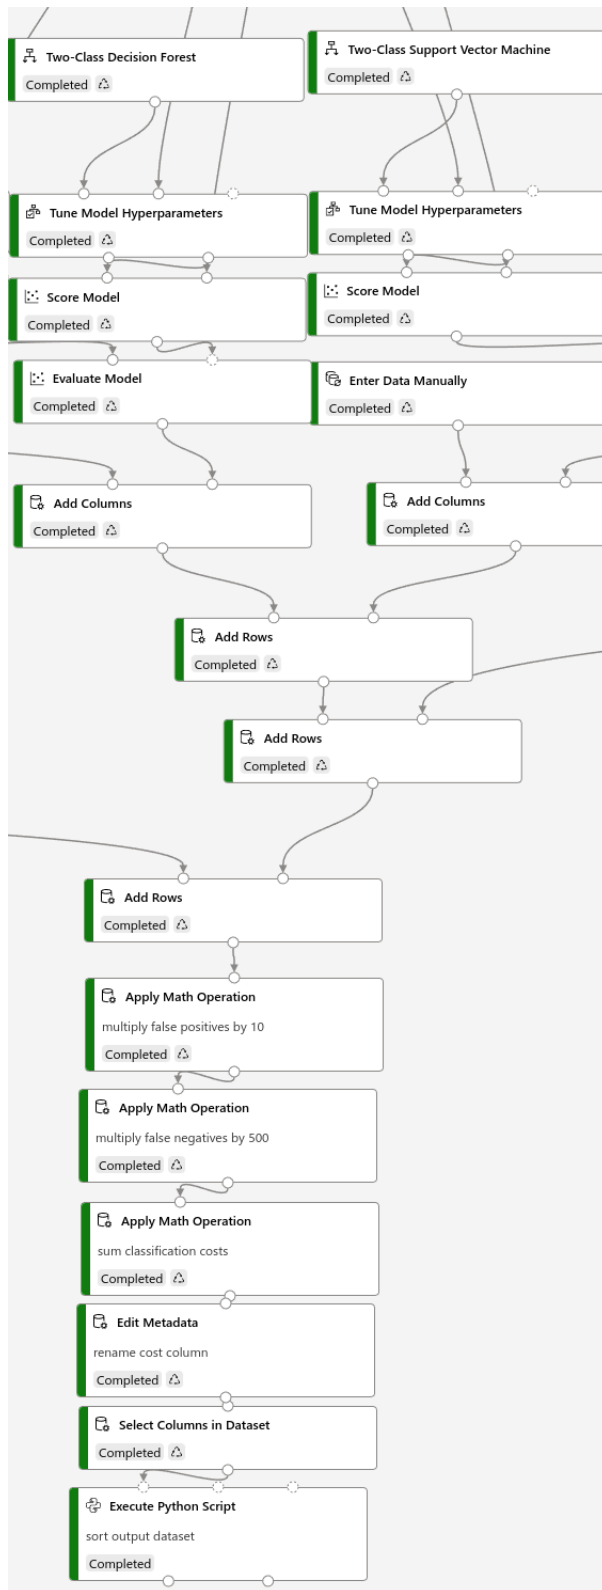 Two-Class Decision Forest
Completed
Two-Class Support Vector Machine
Completed
Tune Model Hyperparameters
Completed
Tune Model Hyperparameters
Completed
Score Model
Completed
Score Model
Completed
Evaluate Model
Completed
Enter Data Manually
Completed
Add Columns
Completed
Add Columns
Completed
Add Rows
Completed
Add Rows
Completed
Add Rows
Completed
Apply Math Operation
multiply false positives by 10
Completed
Apply Math Operation
multiply false negatives by 500
Completed
Apply Math Operation
sum classification costs
Completed
Edit Metadata
rename cost column
Completed
Select Columns in Dataset
Completed
Execute Python Script
sort output dataset
Completed